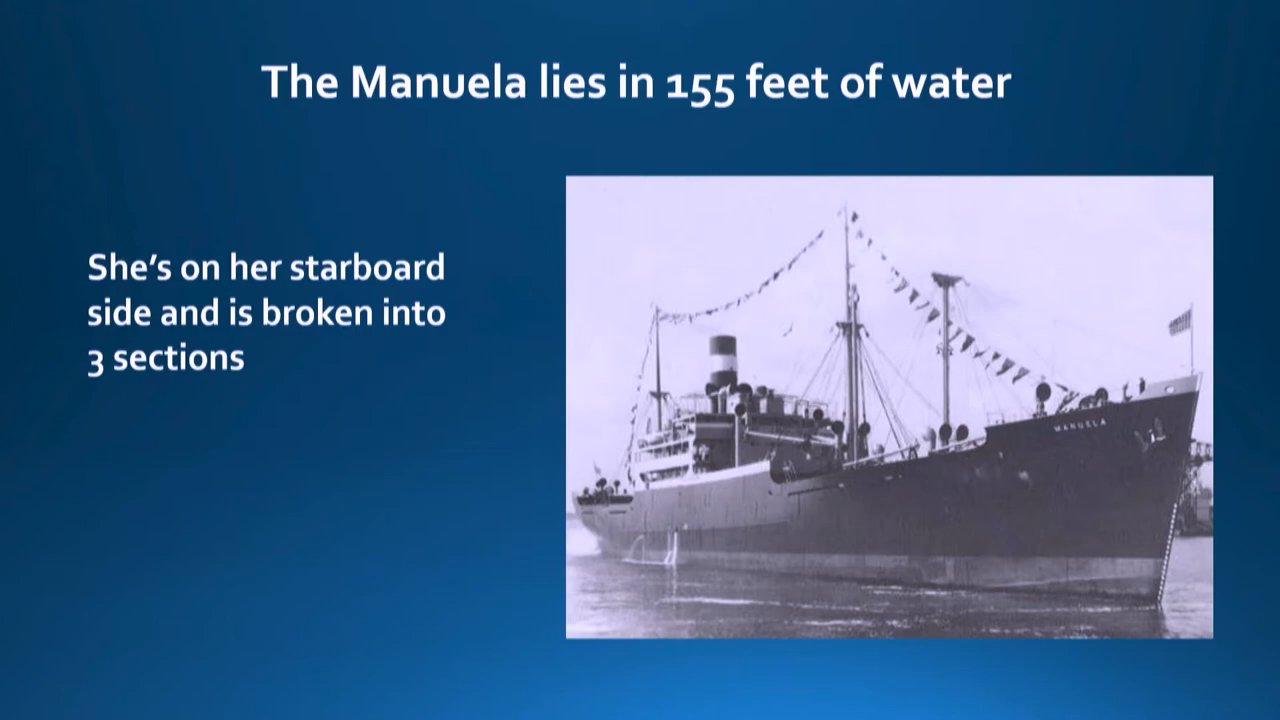 The Manuela lies in 155 feet of water
She's on her starboard
side and is broken into
3 sections
MANUELA